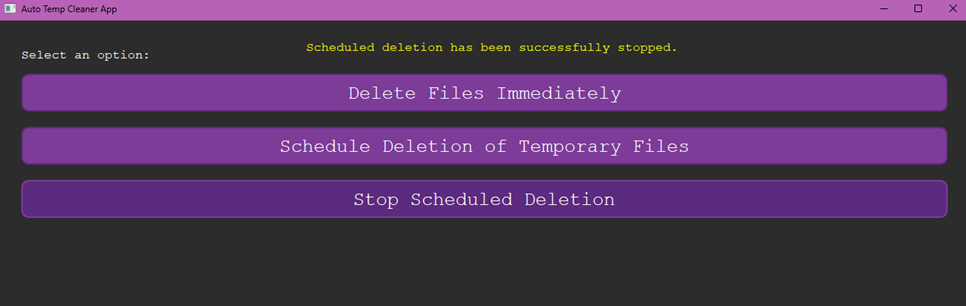 Auto Temp Cleaner App
Scheduled deletion has been successfully stopped.
Select an option:
Delete Files Immediately
Schedule Deletion of Temporary Files
Stop Scheduled Deletion